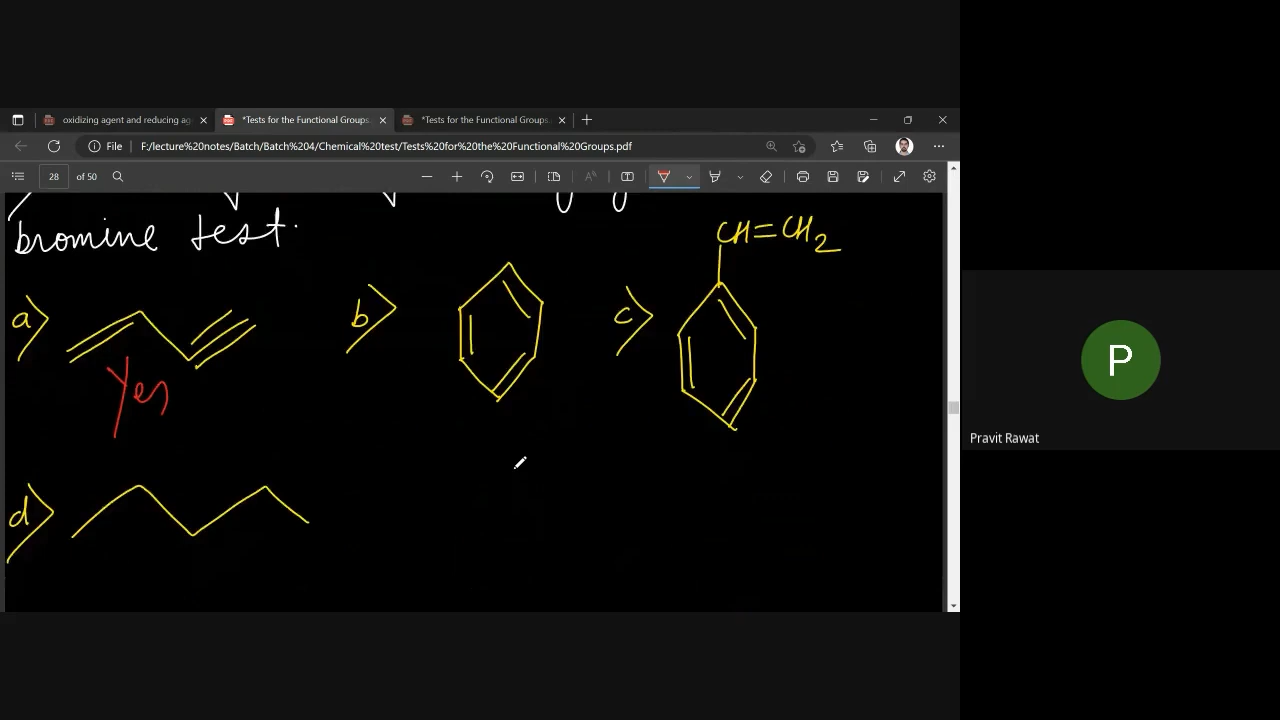 oxidizing agent and reducing ag
*Tests for the Functional Groups.
*Tests for the Functional Groups.
File
F:/lecture%20notes/Batch/Batch%204/Chemical%20test/Tests%20for%20the%20Functional%20Groups.pdf
28 of 50
bromine test.
CH=CH2
a)
b)
c)
Yes
d)
P
Pravit Rawat